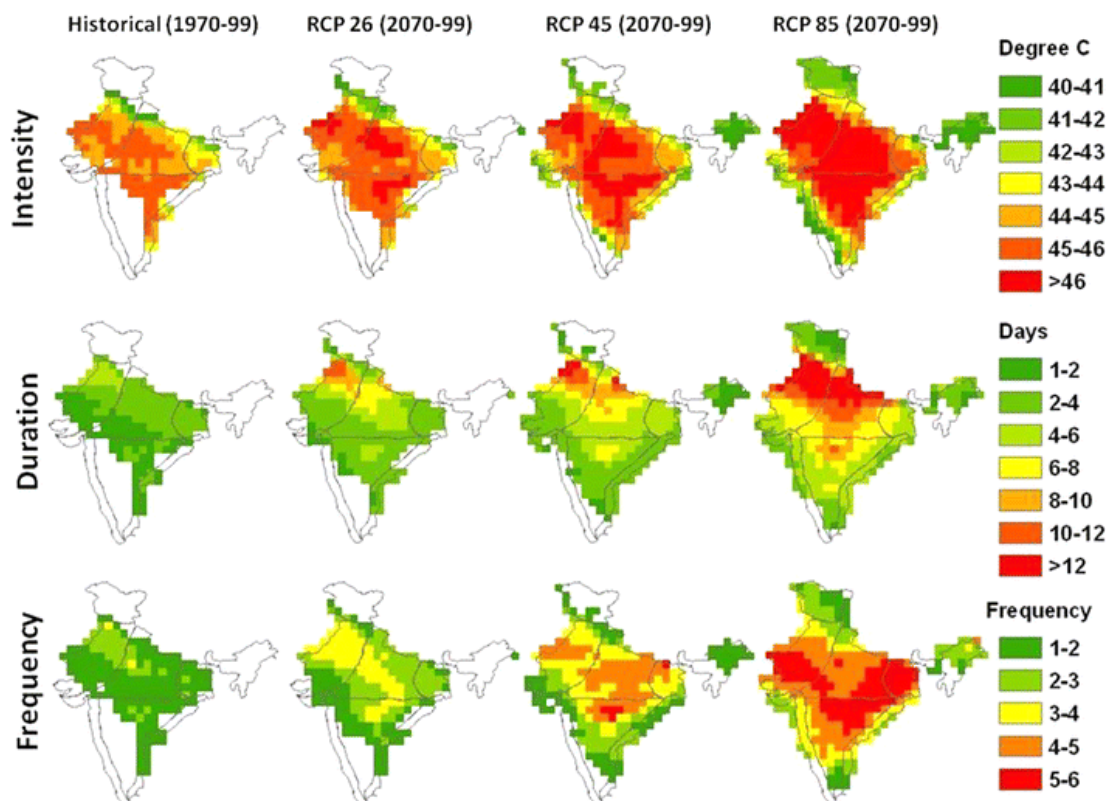 Historical (1970-99) RCP 26 (2070-99) RCP 45 (2070-99) RCP 85 (2070-99)
Intensity
Degree C
40-41
41-42
42-43
43-44
44-45
45-46
>46
Duration
Days
1-2
2-4
4-6
6-8
8-10
10-12
>12
Frequency
Frequency
1-2
2-3
3-4
4-5
5-6